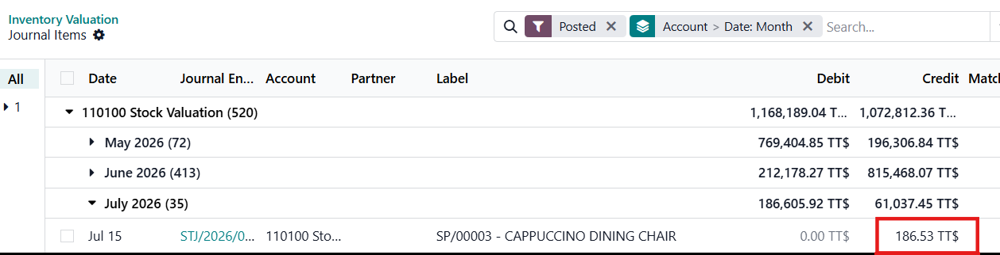 Inventory Valuation
Journal Items
Posted Account > Date: Month Search...
All Date Journal En... Account Partner Label Debit Credit Matc
1
110100 Stock Valuation (520) 1,168,189.04 T... 1,072,812.36 T...
May 2026 (72) 769,404.85 TT$ 196,306.84 TT$
June 2026 (413) 212,178.27 TT$ 815,468.07 TT$
July 2026 (35) 186,605.92 TT$ 61,037.45 TT$
Jul 15 STJ/2026/0... 110100 Sto... SP/00003 - CAPPUCCINO DINING CHAIR 0.00 TT$ 186.53 TT$